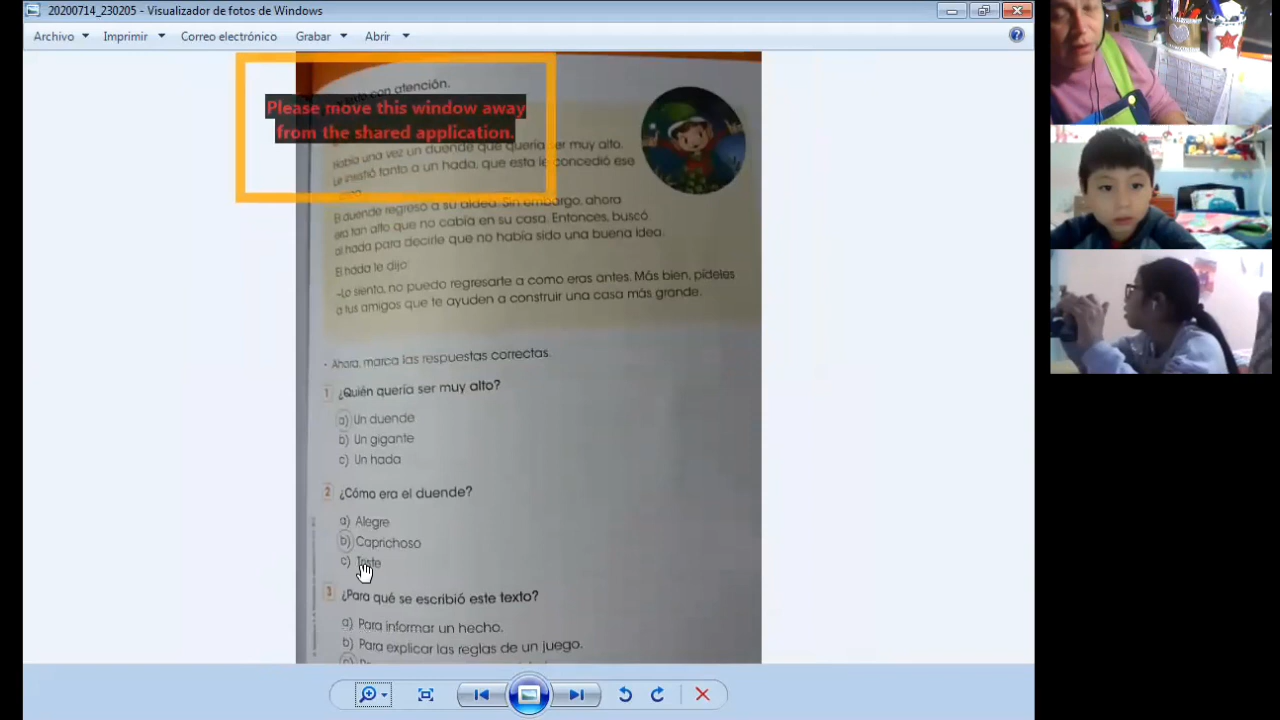 20200714_230205 - Visualizador de fotos de Windows
Archivo Imprimir Correo electrónico Grabar Abrir
con atención.
Please move this window away
from the shared application.
Había una vez un duende que quería ser muy alto.
Le insistió tanto a un hada, que esta le concedió ese
El duende regresó a su aldea. Sin embargo, ahora
era tan alto que no cabía en su casa. Entonces, buscó
al hada para decirle que no había sido una buena idea.
El hada le dijo:
–Lo siento, no puedo regresarte a como eras antes. Más bien, pídeles
a tus amigos que te ayuden a construir una casa más grande.
• Ahora, marca las respuestas correctas.
1 ¿Quién quería ser muy alto?
a) Un duende
b) Un gigante
c) Un hada
2 ¿Cómo era el duende?
a) Alegre
b) Caprichoso
c) Triste
3 ¿Para qué se escribió este texto?
a) Para informar un hecho.
b) Para explicar las reglas de un juego.
c)